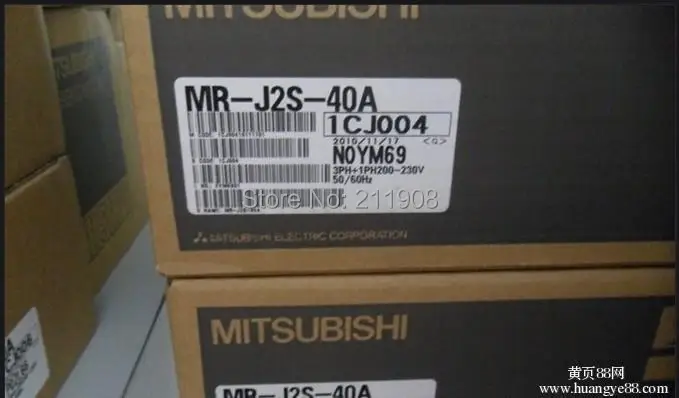 MITSUBISHI
MR-J2S-40A
1CJ004
2010/11/17 <G>
N0YM69
3PH+1PH200-230V
50/60Hz
Store No: 211908
MITSUBISHI ELECTRIC CORPORATION
MITSUBISHI
MR-J2S-40A
黄页88网
www.huangye88.com